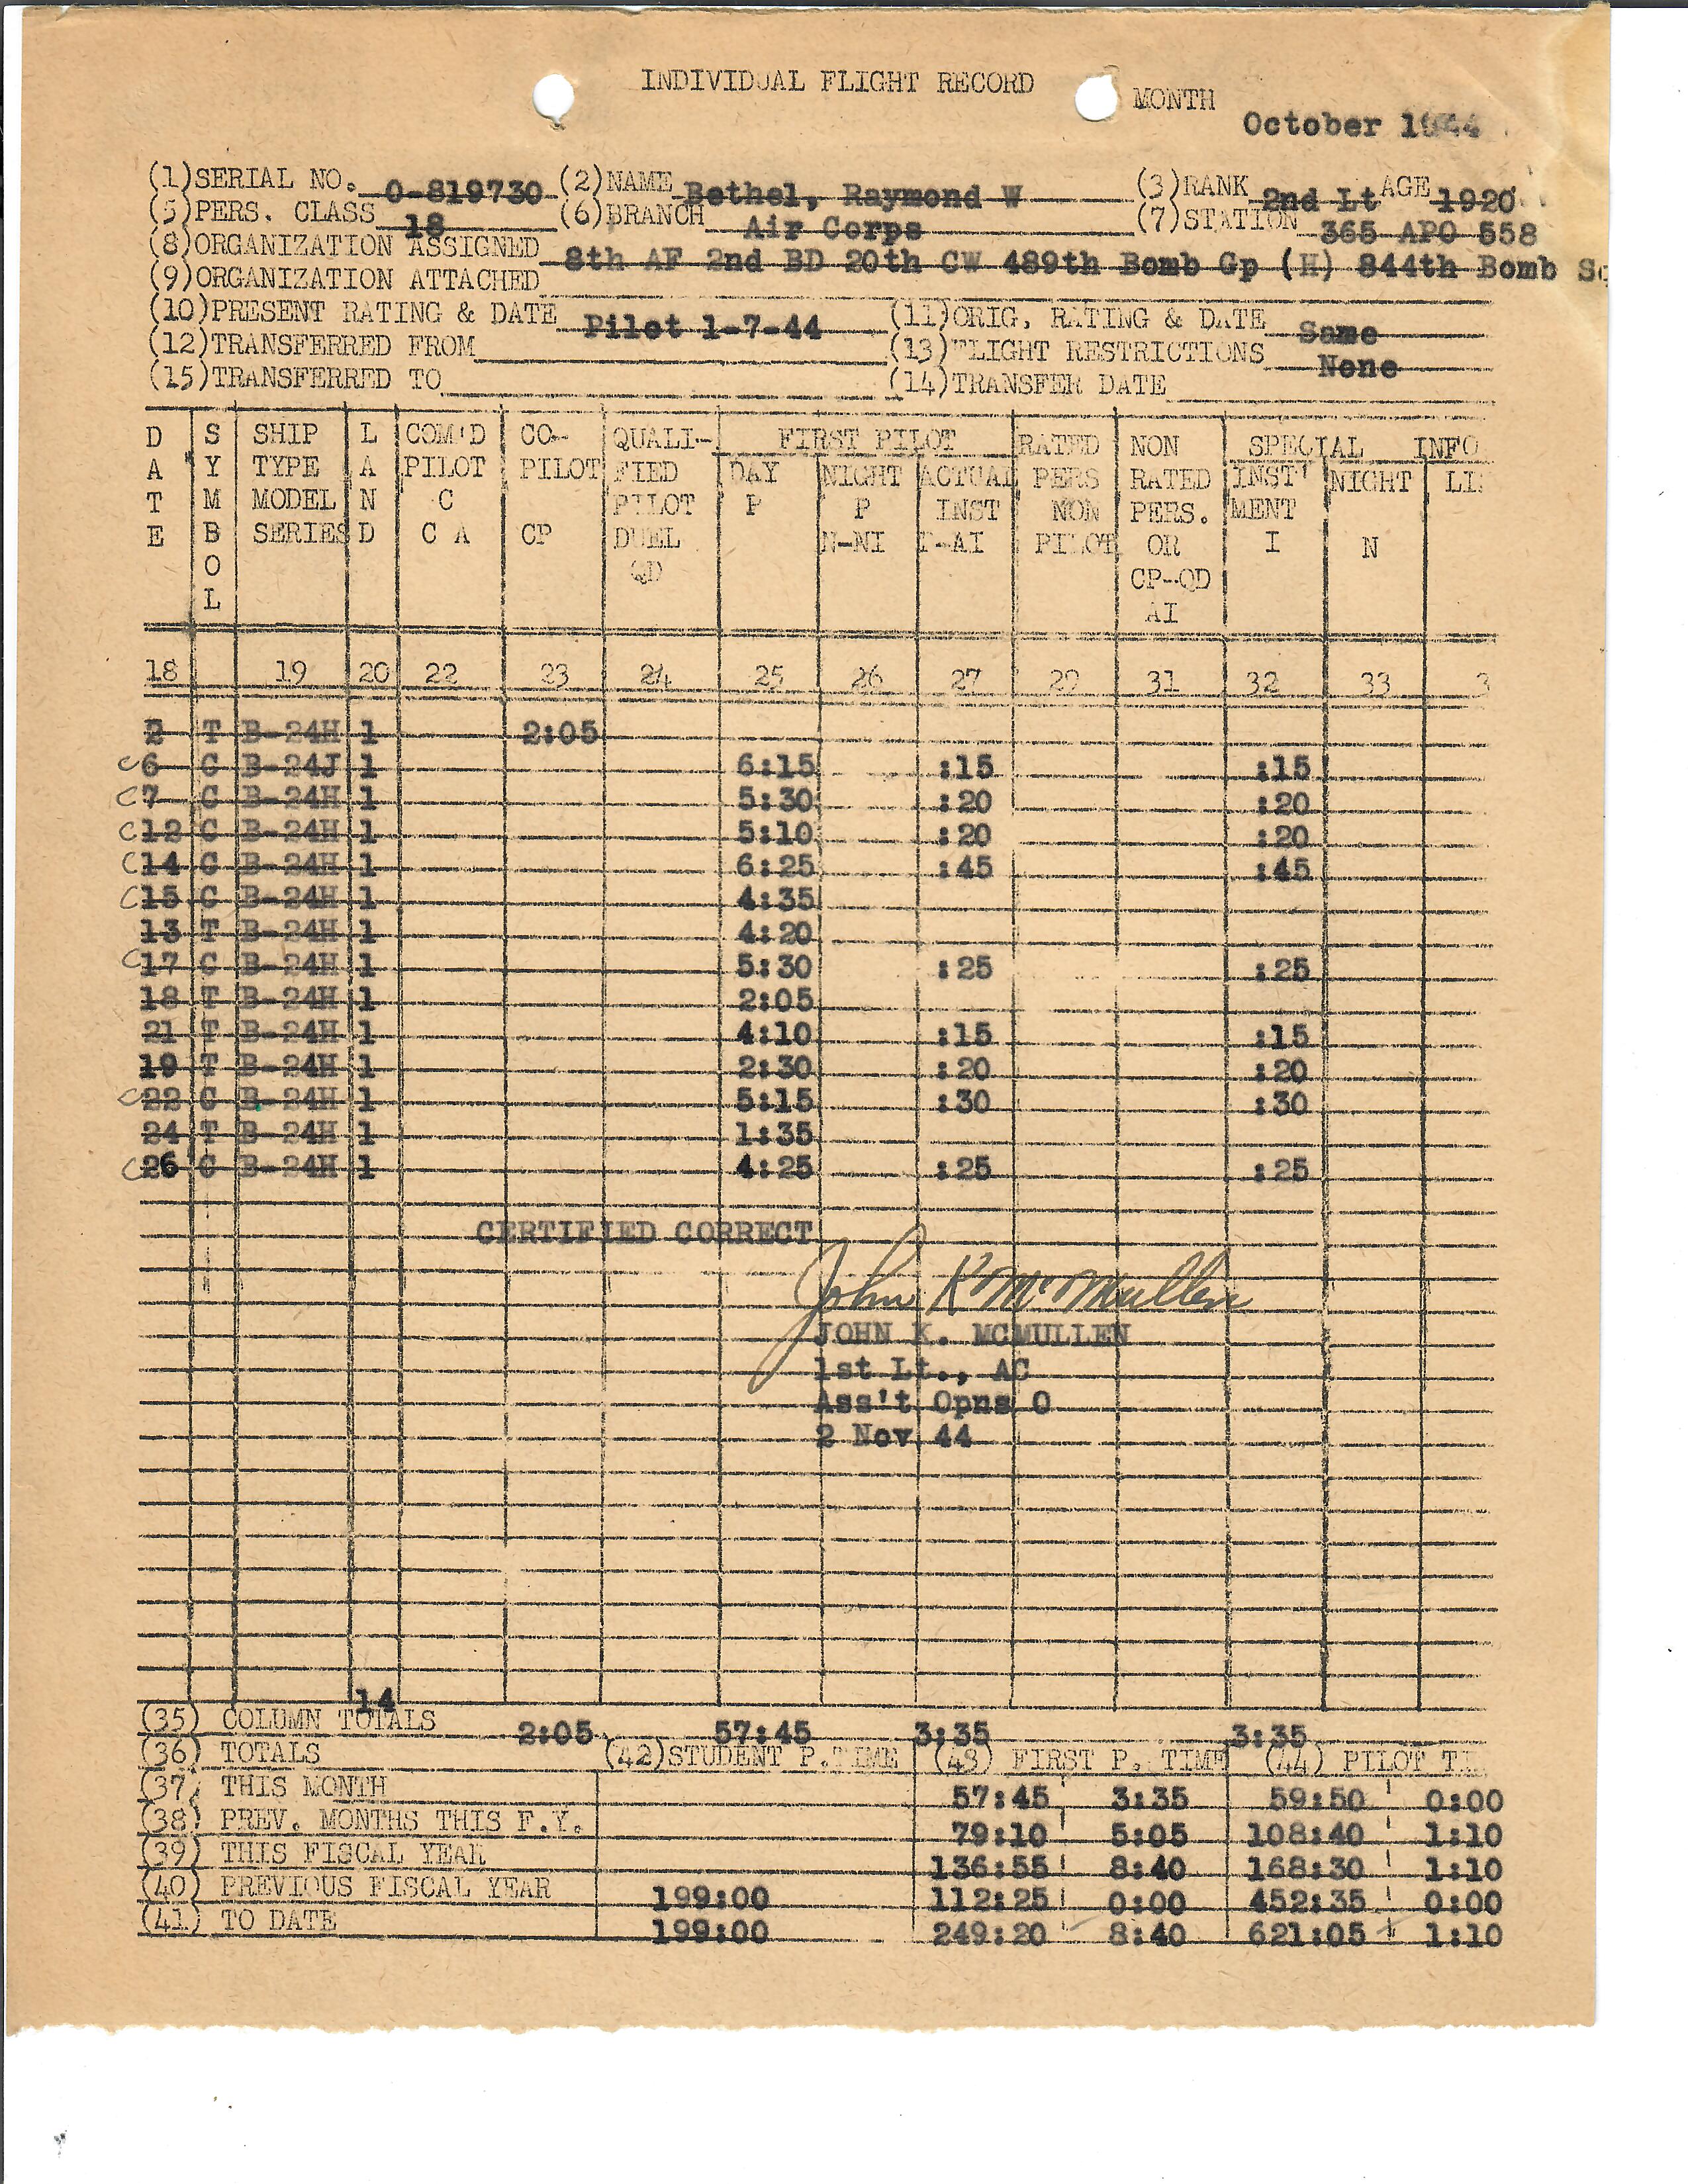 INDIVIDUAL FLIGHT RECORD
MONTH
October 1944
(1)SERIAL NO. O-819730 (2)NAME Bethel, Raymond W (3)RANK 2nd Lt AGE 1920
(5)PERS. CLASS 18 (6)BRANCH Air Corps (7)STATION 365 APO 558
(8)ORGANIZATION ASSIGNED 8th AF 2nd BD 20th CW 489th Bomb Gp (H) 844th Bomb Sq
(9)ORGANIZATION ATTACHED
(10)PRESENT RATING & DATE Pilot 1-7-44 (11)ORIG. RATING & DATE Same
(12)TRANSFERRED FROM (13)FLIGHT RESTRICTIONS None
(15)TRANSFERRED TO (14)TRANSFER DATE
DATE SYMBOL SHIP TYPE MODEL SERIES LAND COM'D PILOT C C A CO-PILOT CP QUALI-FIED PILOT DUEL QD FIRST PILOT DAY P NIGHT P N-NI ACTUAL INST P-AI RATED PERS NON PILOT NON RATED PERS. OR CP--QD AI SPECIAL INFO INST'MENT I NIGHT N
18 19 20 22 23 24 25 26 27 29 31 32 33 3
2 T B-24H 1 2:05
C 6 C B-24J 1 6:15 :15 :15
C 7 C B-24H 1 5:30 :20 :20
C 12 C B-24H 1 5:10 :20 :20
C 14 C B-24H 1 6:25 :45 :45
C 15 C B-24H 1 4:35
13 T B-24H 1 4:20
C 17 C B-24H 1 5:30 :25 :25
18 T B-24H 1 2:05
21 T B-24H 1 4:10 :15 :15
19 T B-24H 1 2:30 :20 :20
C 22 C B-24H 1 5:15 :30 :30
24 T B-24H 1 1:35
C 26 C B-24H 1 4:25 :25 :25
CERTIFIED CORRECT
John K McMullen
JOHN K. MCMULLEN
1st Lt., AC
Ass't Opns O
2 Nov 44
14
(35) COLUMN TOTALS 2:05 57:45 3:35 3:35
(36) TOTALS (42)STUDENT P. TIME (43) FIRST P. TIME (44) PILOT TI
(37) THIS MONTH 57:45 3:35 59:50 0:00
(38) PREV. MONTHS THIS F.Y. 79:10 5:05 108:40 1:10
(39) THIS FISCAL YEAR 136:55 8:40 168:30 1:10
(40) PREVIOUS FISCAL YEAR 199:00 112:25 0:00 452:35 0:00
(41) TO DATE 199:00 249:20 8:40 621:05 1:10